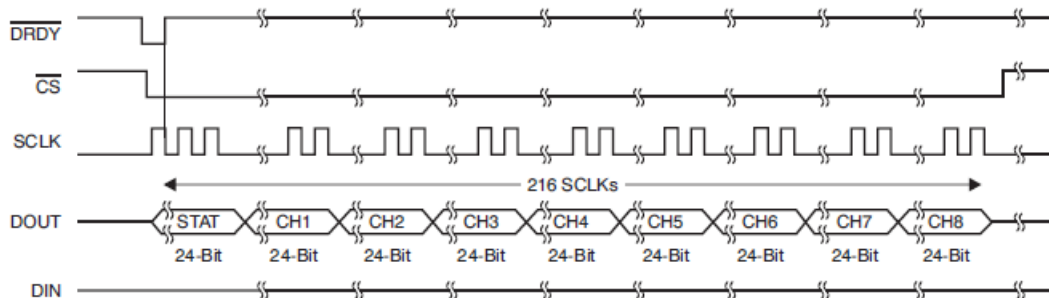 DRDY
CS
SCLK
216 SCLKs
DOUT STAT CH1 CH2 CH3 CH4 CH5 CH6 CH7 CH8
24-Bit 24-Bit 24-Bit 24-Bit 24-Bit 24-Bit 24-Bit 24-Bit 24-Bit
DIN